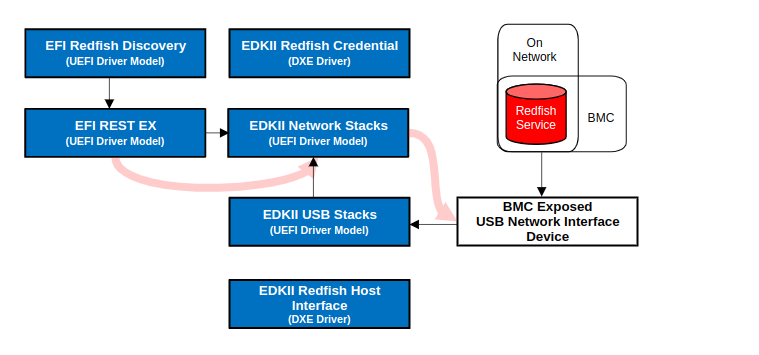 EFI Redfish Discovery
(UEFI Driver Model)
EDKII Redfish Credential
(DXE Driver)
On
Network
Redfish
Service
BMC
EFI REST EX
(UEFI Driver Model)
EDKII Network Stacks
(UEFI Driver Model)
EDKII USB Stacks
(UEFI Driver Model)
BMC Exposed
USB Network Interface
Device
EDKII Redfish Host
Interface
(DXE Driver)